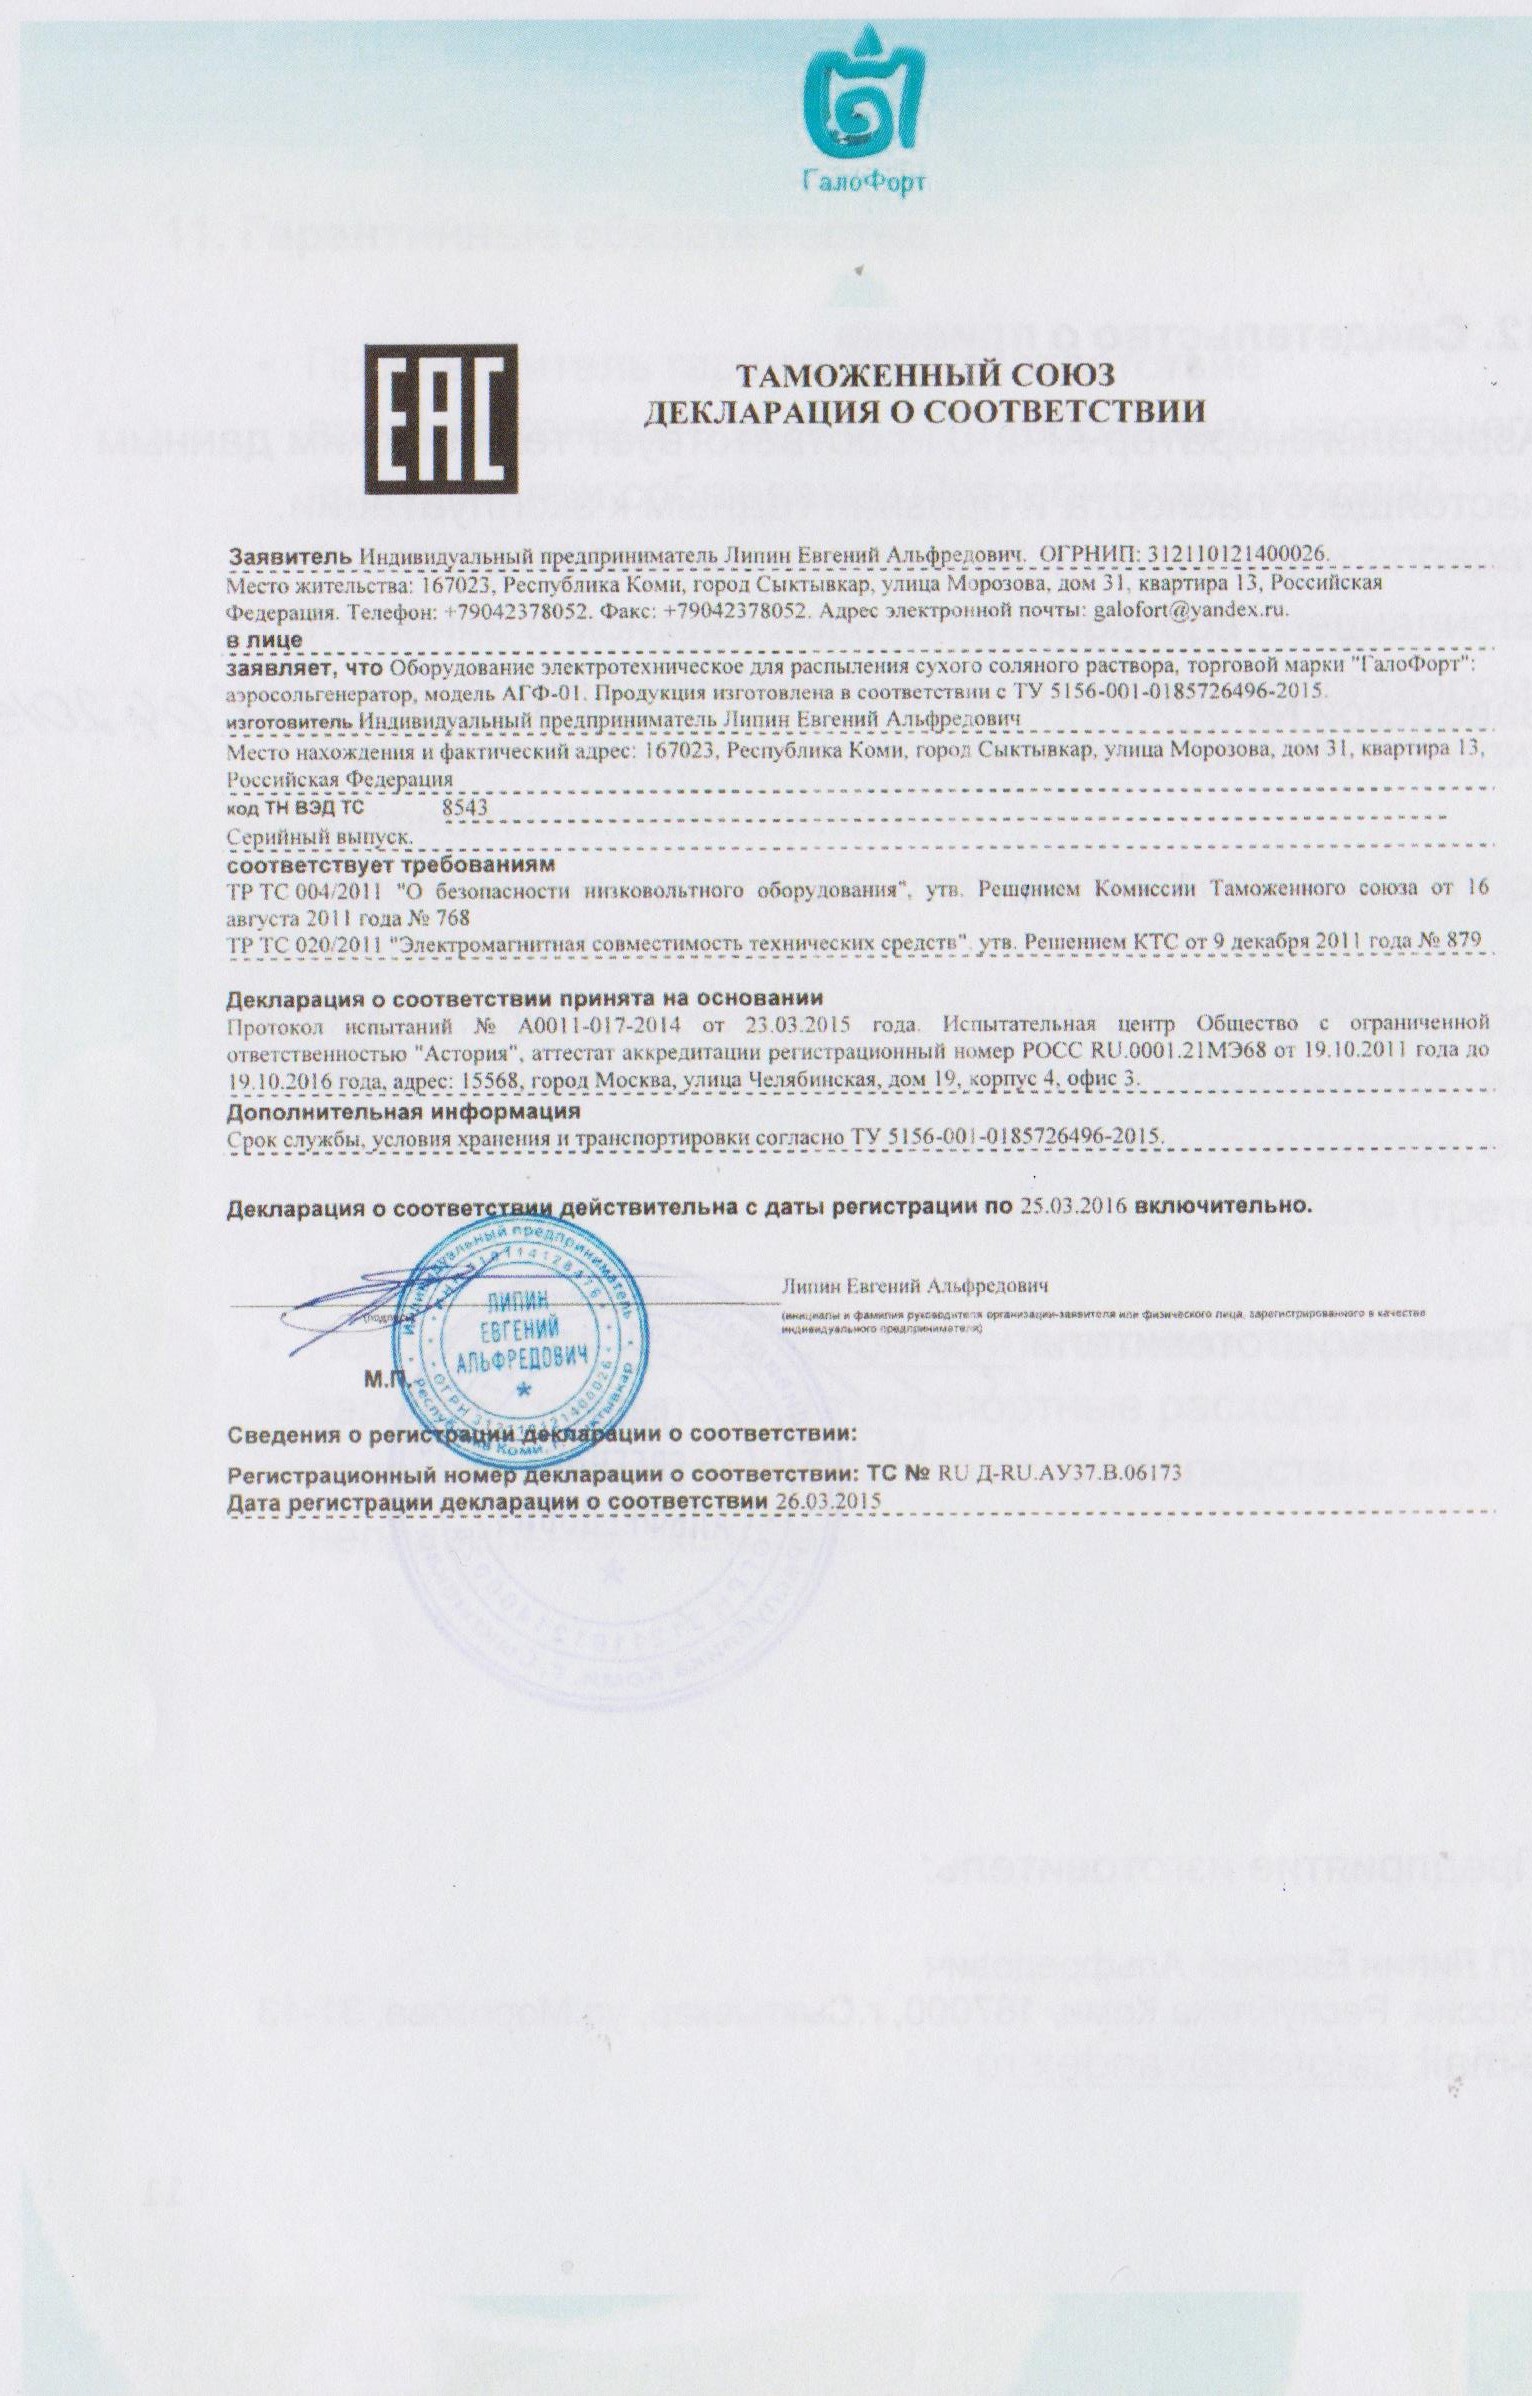 ГалоФорт
ЕАС
ТАМОЖЕННЫЙ СОЮЗ
ДЕКЛАРАЦИЯ О СООТВЕТСТВИИ
Заявитель Индивидуальный предприниматель Липин Евгений Альфредович. ОГРНИП: 312110121400026.
Место жительства: 167023, Республика Коми, город Сыктывкар, улица Морозова, дом 31, квартира 13, Российская
Федерация. Телефон: +79042378052. Факс: +79042378052. Адрес электронной почты: galofort@yandex.ru.
в лице
заявляет, что Оборудование электротехническое для распыления сухого соляного раствора, торговой марки "ГалоФорт":
аэросольгенератор, модель АГФ-01. Продукция изготовлена в соответствии с ТУ 5156-001-0185726496-2015.
изготовитель Индивидуальный предприниматель Липин Евгений Альфредович
Место нахождения и фактический адрес: 167023, Республика Коми, город Сыктывкар, улица Морозова, дом 31, квартира 13,
Российская Федерация
код ТН ВЭД ТС 8543
Серийный выпуск.
соответствует требованиям
ТР ТС 004/2011 "О безопасности низковольтного оборудования", утв. Решением Комиссии Таможенного союза от 16
августа 2011 года № 768
ТР ТС 020/2011 "Электромагнитная совместимость технических средств". утв. Решением КТС от 9 декабря 2011 года № 879
Декларация о соответствии принята на основании
Протокол испытаний № А0011-017-2014 от 23.03.2015 года. Испытательная центр Общество с ограниченной
ответственностью "Астория", аттестат аккредитации регистрационный номер РОСС RU.0001.21МЭ68 от 19.10.2011 года до
19.10.2016 года, адрес: 15568, город Москва, улица Челябинская, дом 19, корпус 4, офис 3.
Дополнительная информация
Срок службы, условия хранения и транспортировки согласно ТУ 5156-001-0185726496-2015.
Декларация о соответствии действительна с даты регистрации по 25.03.2016 включительно.
Липин Евгений Альфредович
(подпись)
(инициалы и фамилия руководителя организации-заявителя или физического лица, зарегистрированного в качестве
индивидуального предпринимателя)
Индивидуальный предприниматель
ЛИПИН
ЕВГЕНИЙ
АЛЬФРЕДОВИЧ
ОГРН 312110121400026
Республика Коми, г. Сыктывкар
М.П.
Сведения о регистрации декларации о соответствии:
Регистрационный номер декларации о соответствии: ТС № RU Д-RU.АУ37.В.06173
Дата регистрации декларации о соответствии 26.03.2015